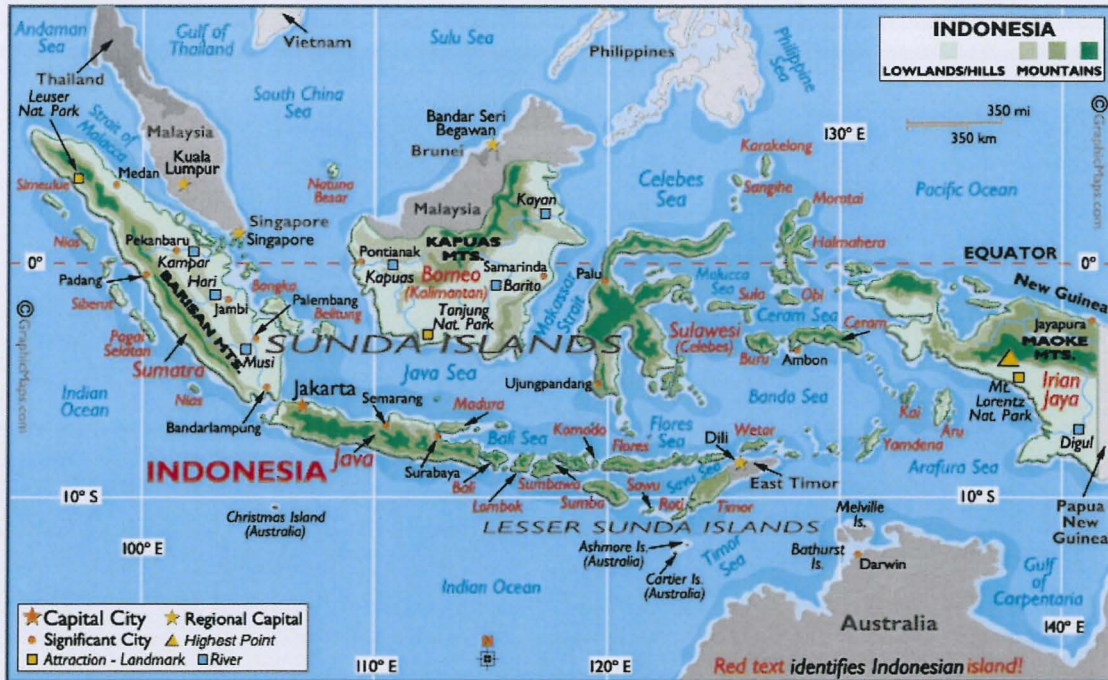 INDONESIA
LOWLANDS/HILLS MOUNTAINS
350 mi
350 km
©GraphicMaps.com
©GraphicMaps.com
Andaman
Sea
Gulf of
Thailand
Vietnam
Sulu Sea
Philippines
Philippine
Sea
Thailand
Leuser
Nat. Park
Strait of
Malacca
South China
Sea
Malaysia
Kuala
Lumpur
Bandar Seri
Begawan
Brunei
Malaysia
130° E
Karakelong
Sangihe
Moratai
Pacific Ocean
Celebes
Sea
Simeulue
Medan
Natuna
Besar
Kayan
Singapore
Singapore
Halmahera
Nias
Pekanbaru
Kampar
Pontianak
Kapuas
KAPUAS
MTS.
Borneo
(Kalimantan)
Samarinda
Barito
Palu
Molucca
Sea
EQUATOR
0°
0°
New Guinea
Padang
Hari
Jambi
Bangka
Belitung
Palembang
Siberut
BARISAN MTS.
Pagai
Selatan
Sumatra
Musi
Tanjung
Nat. Park
Makassar
Strait
Sula
Obi
Ceram Sea
Ceram
Sulawesi
(Celebes)
Buru
Ambon
Jayapura
MAOKE
MTS.
SUNDA ISLANDS
Java Sea
Indian
Ocean
Nias
Jakarta
Semarang
Madura
Ujungpandang
Banda Sea
Mt.
Lorentz
Nat. Park
Irian
Jaya
Kai
Aru
Digul
Bandarlampung
INDONESIA
Java
Surabaya
Bali Sea
Komodo
Flores
Flores
Sea
Dili
Wetar
Yamdena
Arafura Sea
Bali
Lombok
Sumbawa
Sumba
Sawu
Savu Sea
Roti
Timor
East Timor
10° S
10° S
Christmas Island
(Australia)
LESSER SUNDA ISLANDS
Melville
Is.
Papua
New
Guinea
100° E
Ashmore Is.
(Australia)
Cartier Is.
(Australia)
Timor
Sea
Bathurst
Is.
Darwin
Gulf
of
Carpentaria
Indian Ocean
Australia
140° E
Capital City Regional Capital
Significant City Highest Point
Attraction - Landmark River
110° E
N
120° E
Red text identifies Indonesian island!